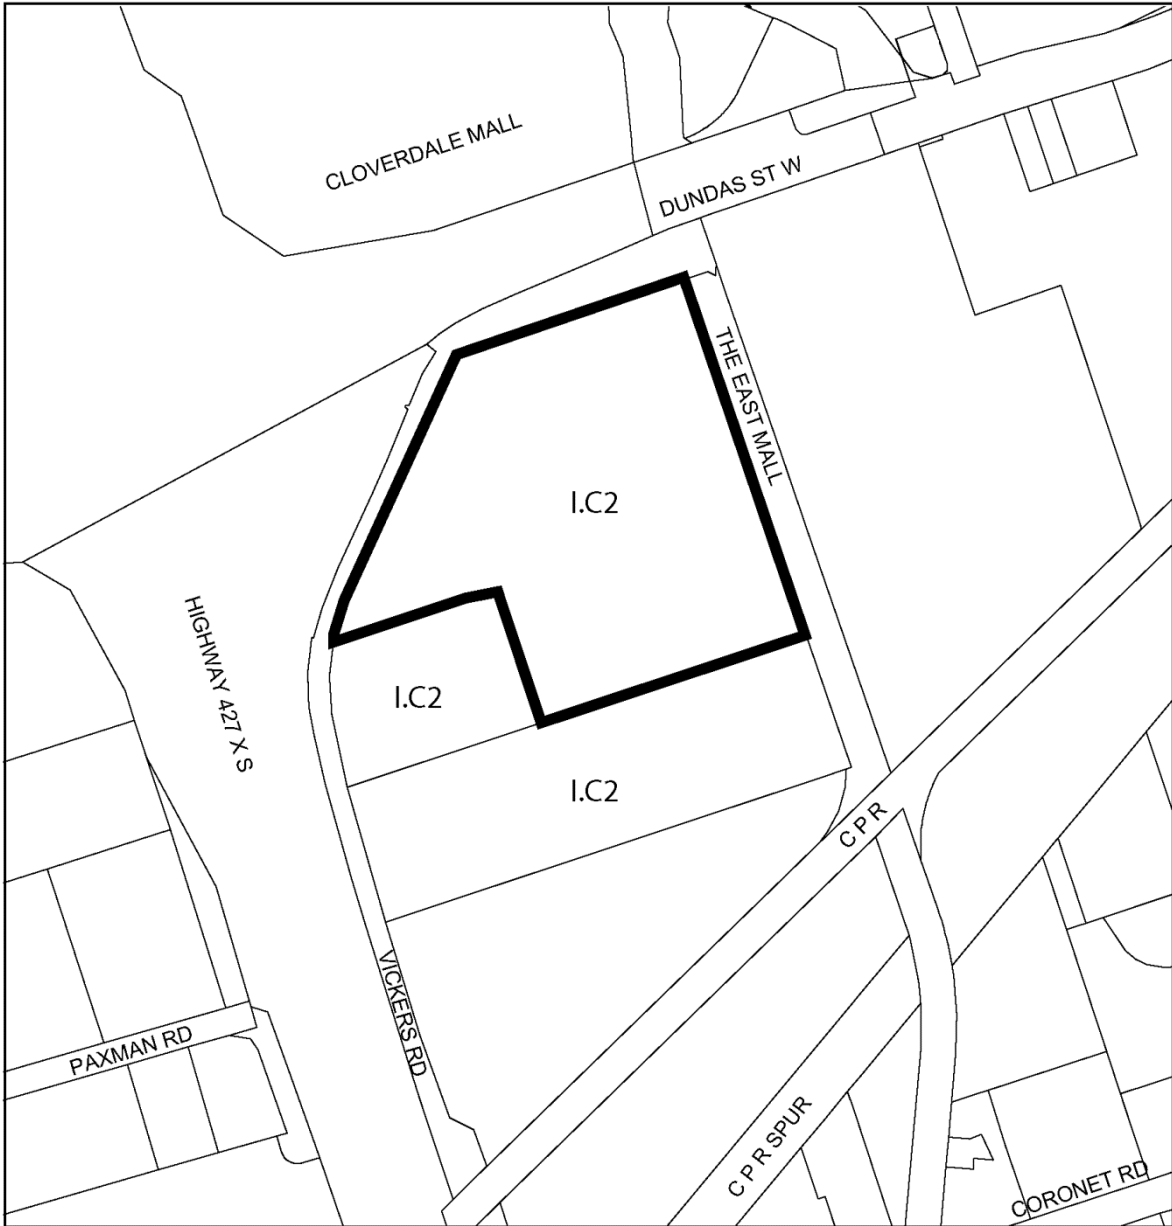 CLOVERDALE MALL
DUNDAS ST W
THE EAST MALL
I.C2
HIGHWAY 427 X S
I.C2
I.C2
C P R
VICKERS RD
PAXMAN RD
C P R SPUR
CORONET RD